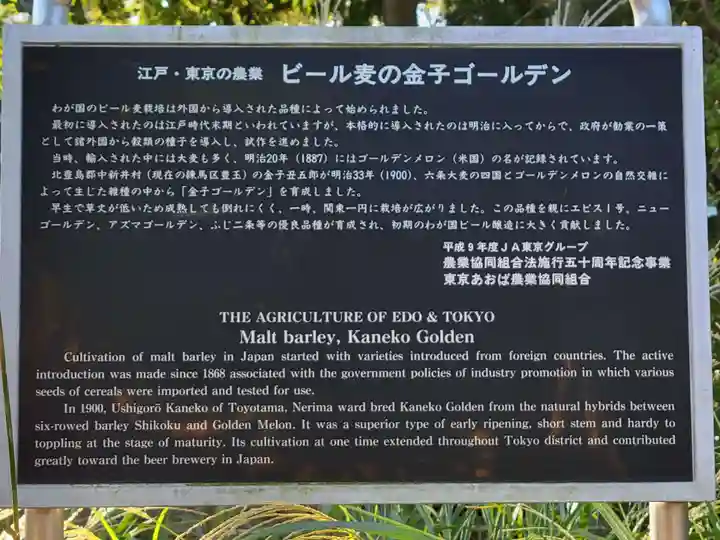 江戸・東京の農業 ビール麦の金子ゴールデン
わが国のビール麦栽培は外国から導入された品種によって始められました。
最初に導入されたのは江戸時代末期といわれていますが、本格的に導入されたのは明治に入ってからで、政府が勧業の一策
として諸外国から穀類の種子を導入し、試作を進めました。
当時、輸入された中には大麦も多く、明治20年（1887）にはゴールデンメロン（米国）の名が記録されています。
北豊島郡中新井村（現在の練馬区豊玉）の金子丑五郎が明治33年（1900）、六条大麦の四国とゴールデンメロンの自然交雑に
よって生じた雑種の中から「金子ゴールデン」を育成しました。
早生で草丈が低いため成熟しても倒れにくく、一時、関東一円に栽培が広がりました。この品種を親にエビス1号、ニュー
ゴールデン、アズマゴールデン、ふじ二条等の優良品種が育成され、初期のわが国ビール醸造に大きく貢献しました。
平成9年度JA東京グループ
農業協同組合法施行五十周年記念事業
東京あおば農業協同組合
THE AGRICULTURE OF EDO & TOKYO
Malt barley, Kaneko Golden
Cultivation of malt barley in Japan started with varieties introduced from foreign countries. The active
introduction was made since 1868 associated with the government policies of industry promotion in which various
seeds of cereals were imported and tested for use.
In 1900, Ushigorō Kaneko of Toyotama, Nerima ward bred Kaneko Golden from the natural hybrids between
six-rowed barley Shikoku and Golden Melon. It was a superior type of early ripening, short stem and hardy to
toppling at the stage of maturity. Its cultivation at one time extended throughout Tokyo district and contributed
greatly toward the beer brewery in Japan.